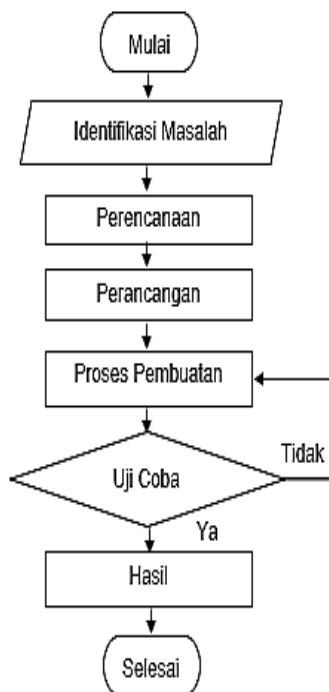 Mulai
Identifikasi Masalah
Perencanaan
Perancangan
Proses Pembuatan
Uji Coba
Tidak
Ya
Hasil
Selesai